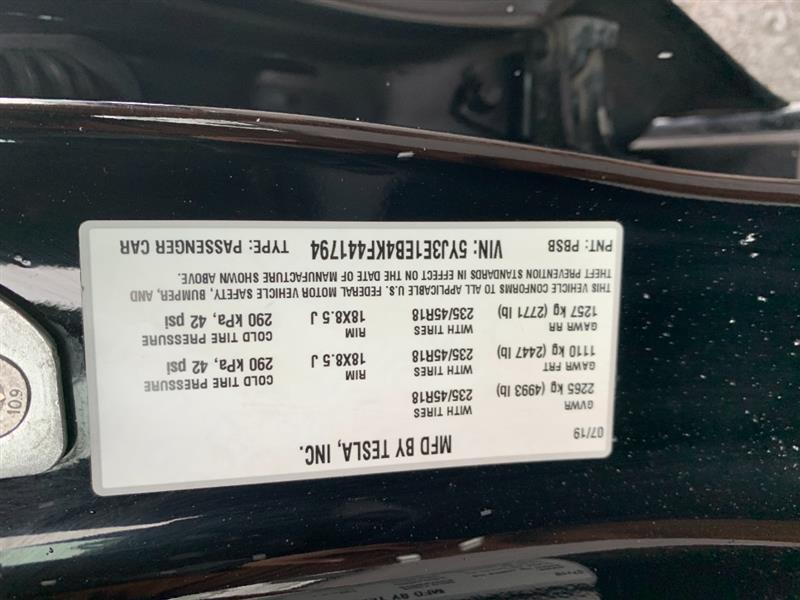 MFD BY TESLA, INC.
07/19
GVWR
2265 kg (4993 lb)
WITH TIRES
235/45R18
GAWR FRT
1110 kg (2447 lb)
WITH TIRES
235/45R18
RIM
18X8.5 J
COLD TIRE PRESSURE
290 kPa, 42 psi
GAWR RR
1257 kg (2771 lb)
WITH TIRES
235/45R18
RIM
18X8.5 J
COLD TIRE PRESSURE
290 kPa, 42 psi
THIS VEHICLE CONFORMS TO ALL APPLICABLE U.S. FEDERAL MOTOR VEHICLE SAFETY, BUMPER, AND
THEFT PREVENTION STANDARDS IN EFFECT ON THE DATE OF MANUFACTURE SHOWN ABOVE.
PNT: PBSB
VIN: 5YJ3E1EB4KF441794
TYPE: PASSENGER CAR
10.9